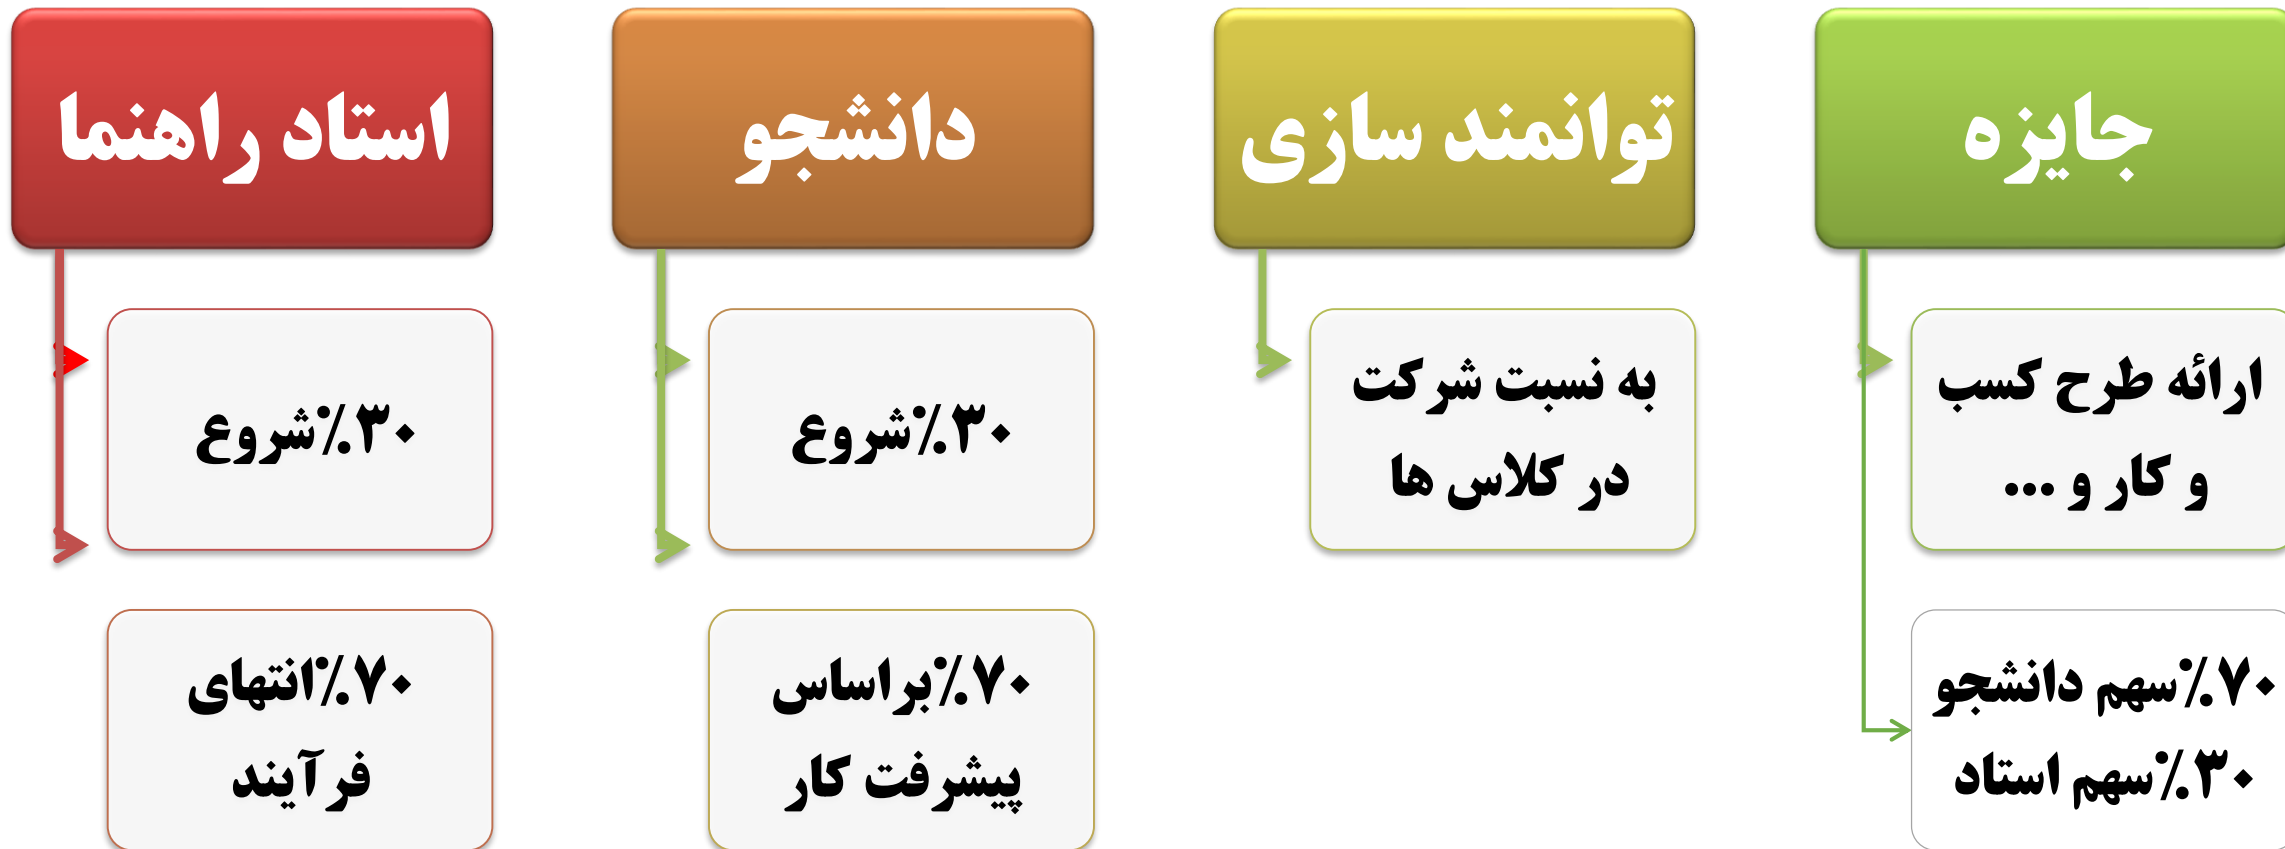 استاد راهنما
۳۰٪شروع
۷۰٪انتهای
فرآیند
دانشجو
۳۰٪شروع
۷۰٪براساس
پیشرفت کار
توانمند سازی
به نسبت شرکت
در کلاس ها
جایزه
ارائه طرح کسب
و کار و ...
۷۰٪سهم دانشجو
۳۰٪سهم استاد